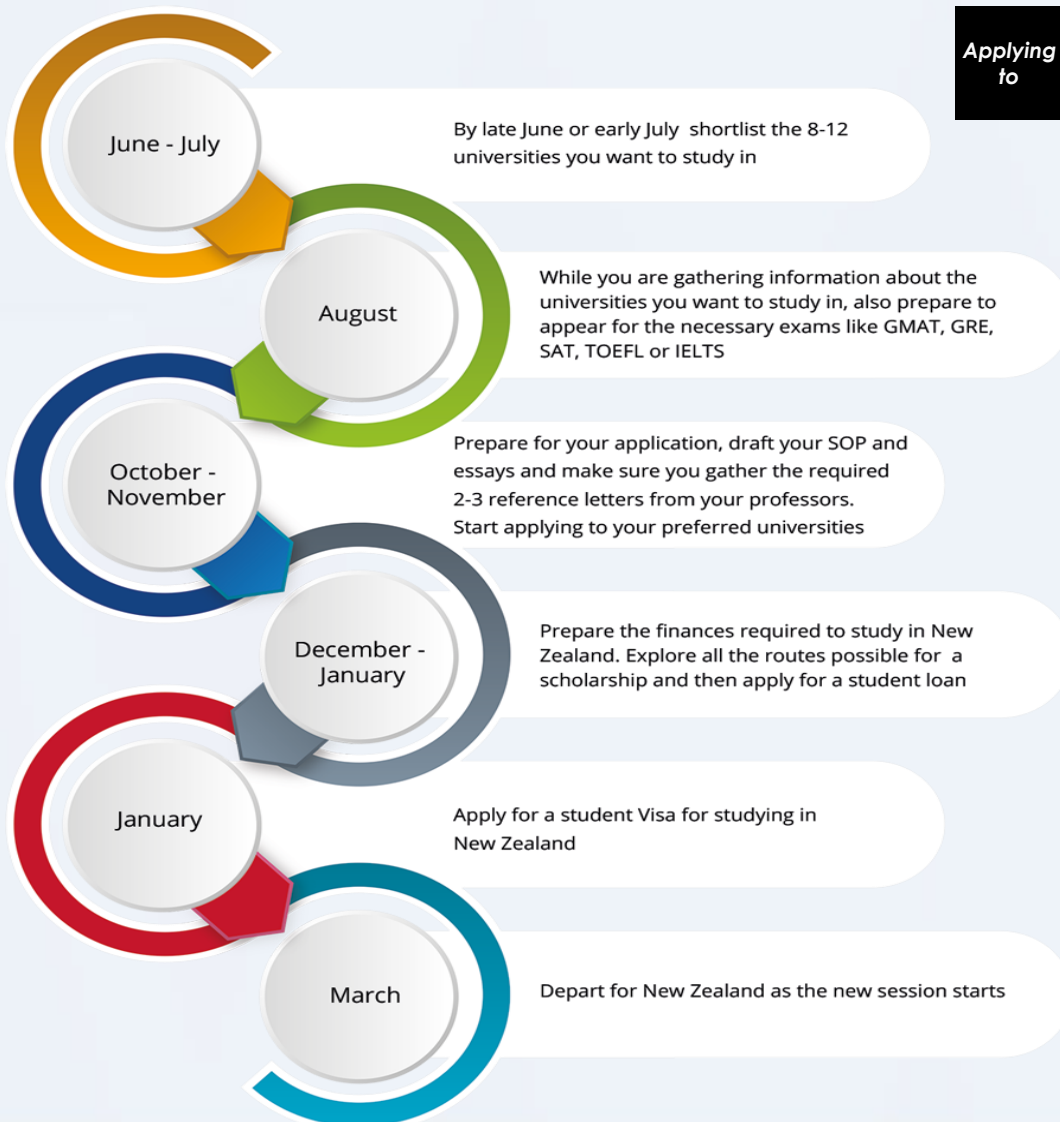 Applying
to
June - July
By late June or early July shortlist the 8-12
universities you want to study in
August
While you are gathering information about the
universities you want to study in, also prepare to
appear for the necessary exams like GMAT, GRE,
SAT, TOEFL or IELTS
October -
November
Prepare for your application, draft your SOP and
essays and make sure you gather the required
2-3 reference letters from your professors.
Start applying to your preferred universities
December -
January
Prepare the finances required to study in New
Zealand. Explore all the routes possible for a
scholarship and then apply for a student loan
January
Apply for a student Visa for studying in
New Zealand
March
Depart for New Zealand as the new session starts